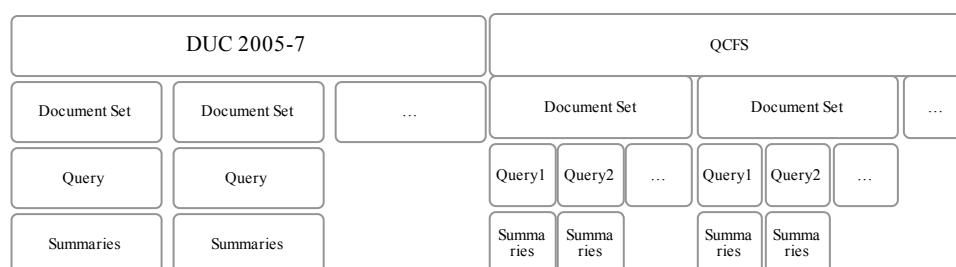 DUC 2005-7
QCFS
Document Set
Document Set
…
Document Set
Document Set
…
Query
Query
Query1
Query2
…
Query1
Query2
…
Summaries
Summaries
Summa
ries
Summa
ries
Summa
ries
Summa
ries